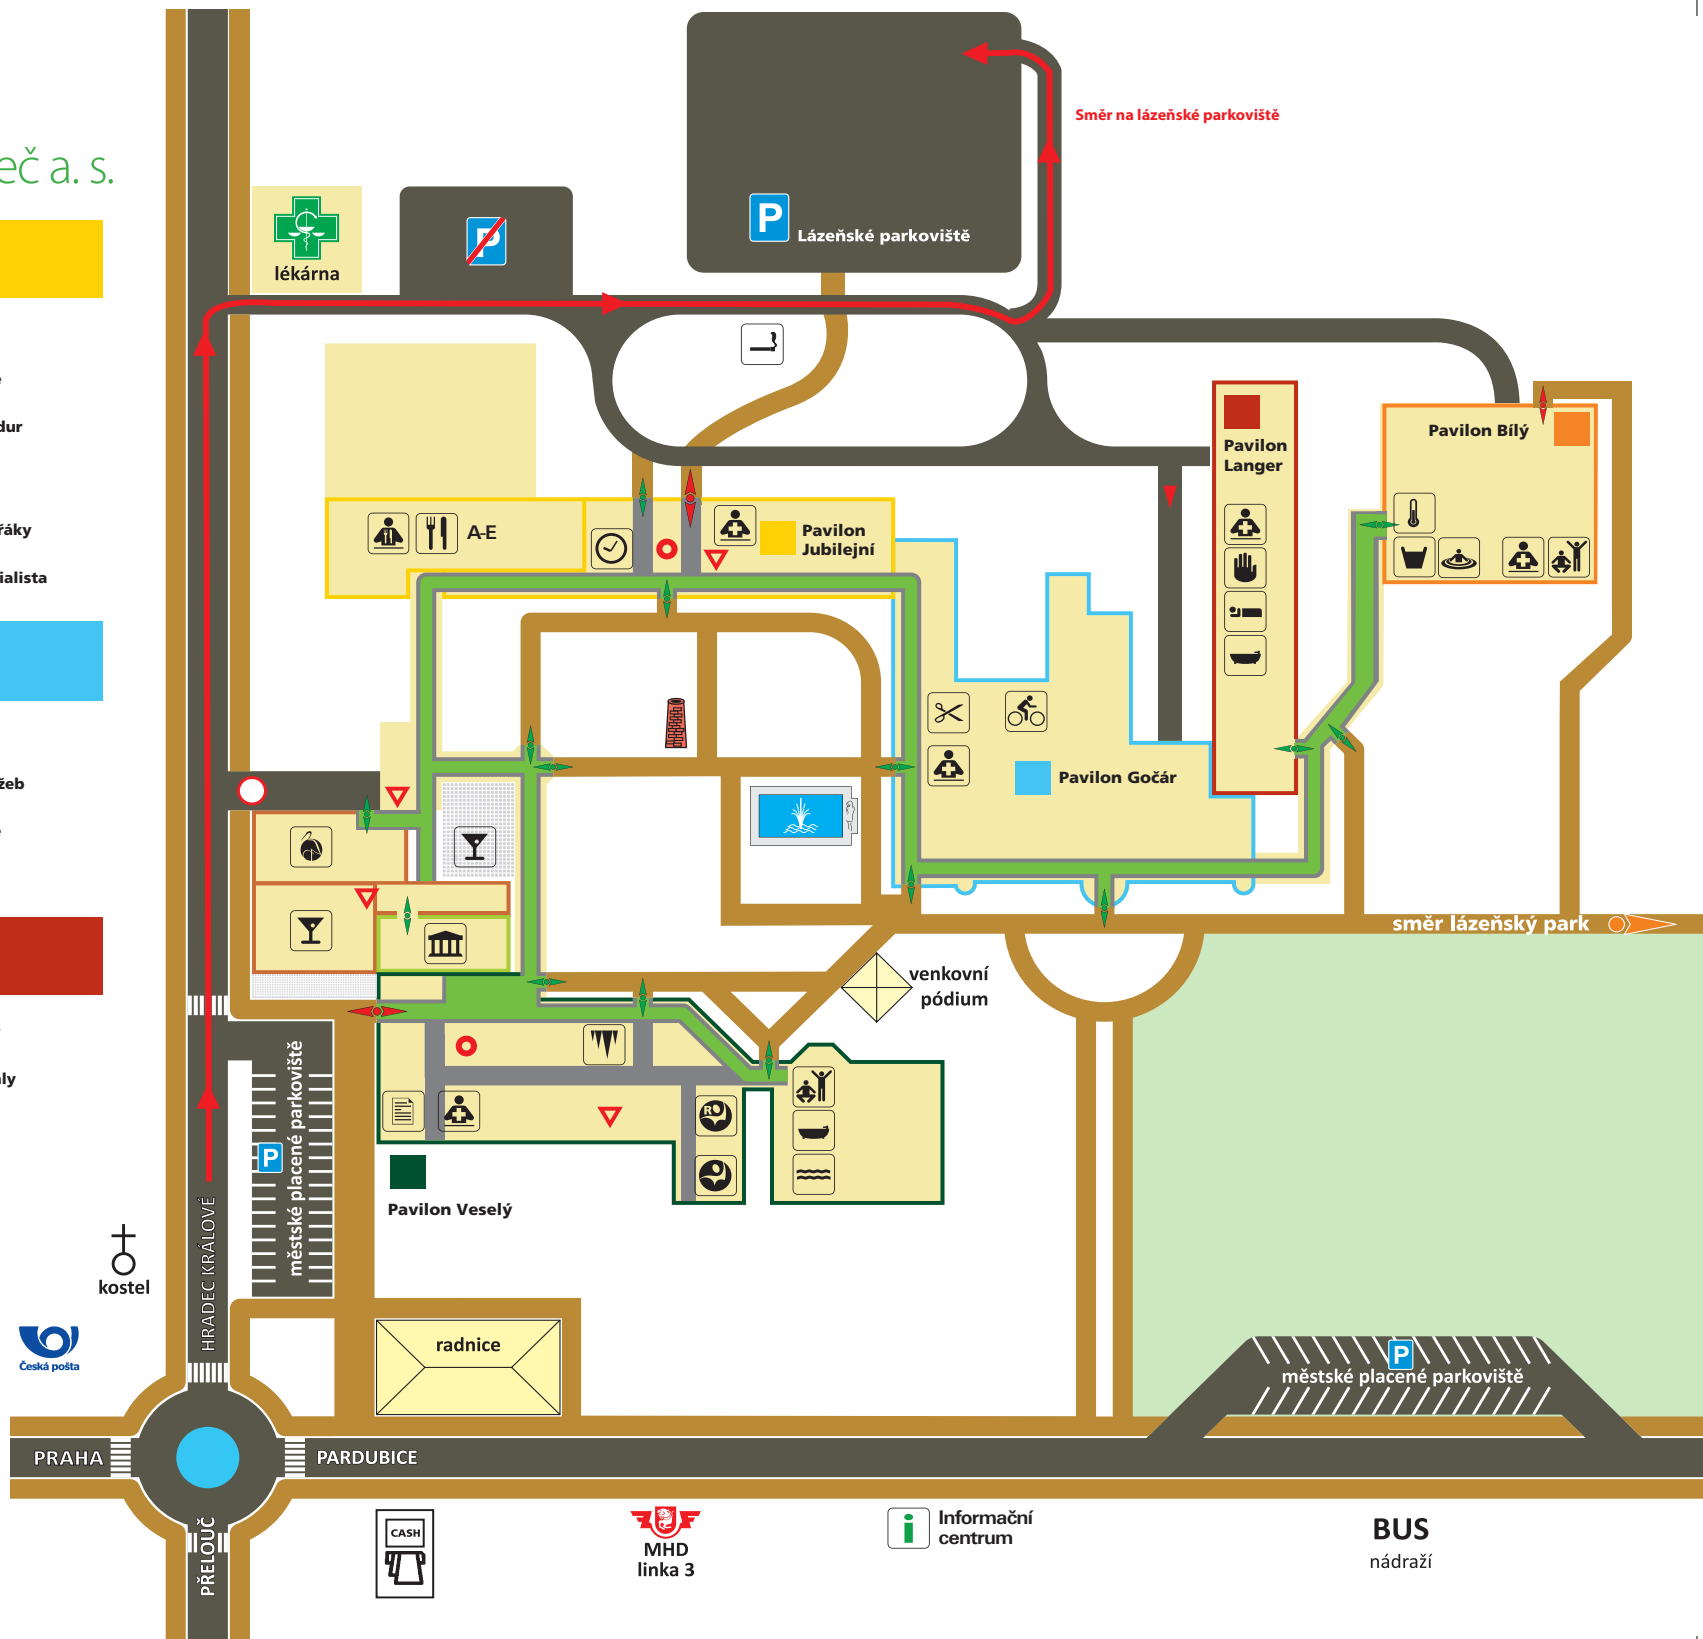 eč a. s.
dur
řáky
ialista
žeb
ly
Směr na lázeňské parkoviště
P
Lázeňské parkoviště
lékárna
P
A-E
Pavilon
Jubilejní
Pavilon
Langer
Pavilon Bílý
Pavilon Gočár
směr lázeňský park
venkovní
pódium
R
Pavilon Veselý
P
městské placené parkoviště
HRADEC KRÁLOVÉ
kostel
Česká pošta
radnice
P
městské placené parkoviště
PRAHA
PARDUBICE
PŘELOUČ
CASH
MHD
linka 3
i
Informační
centrum
BUS
nádraží